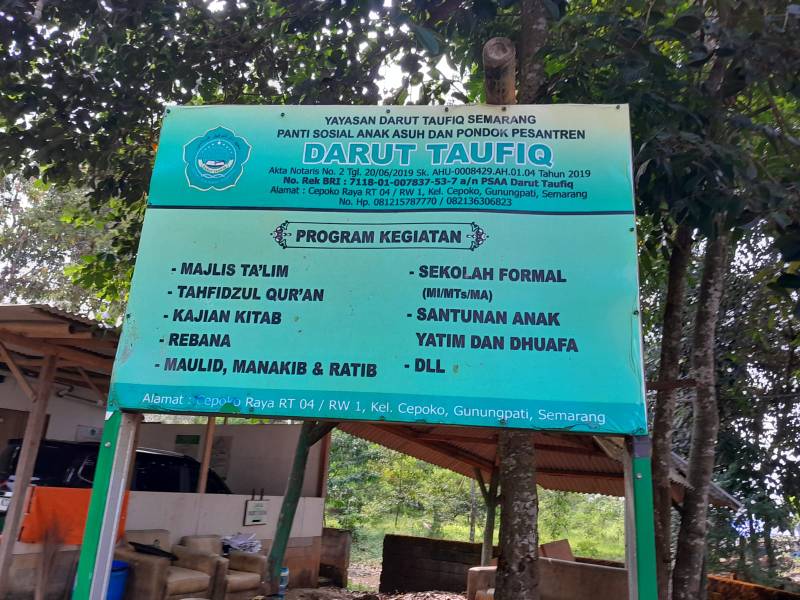 YAYASAN DARUT TAUFIQ SEMARANG
PANTI SOSIAL ANAK ASUH DAN PONDOK PESANTREN
DARUT TAUFIQ
Akta Notaris No. 2 Tgl. 20/06/2019 Sk. AHU-0008429.AH.01.04 Tahun 2019
No. Rek BRI : 7118-01-007837-53-7 a/n PSAA Darut Taufiq
Alamat : Cepoko Raya RT 04 / RW 1, Kel. Cepoko, Gunungpati, Semarang
No. Hp. 081215787770 / 082136306823
PROGRAM KEGIATAN
- MAJLIS TA'LIM
- TAHFIDZUL QUR'AN
- KAJIAN KITAB
- REBANA
- MAULID, MANAKIB & RATIB
- SEKOLAH FORMAL
(MI/MTs/MA)
- SANTUNAN ANAK
YATIM DAN DHUAFA
- DLL
Alamat : Cepoko Raya RT 04 / RW 1, Kel. Cepoko, Gunungpati, Semarang